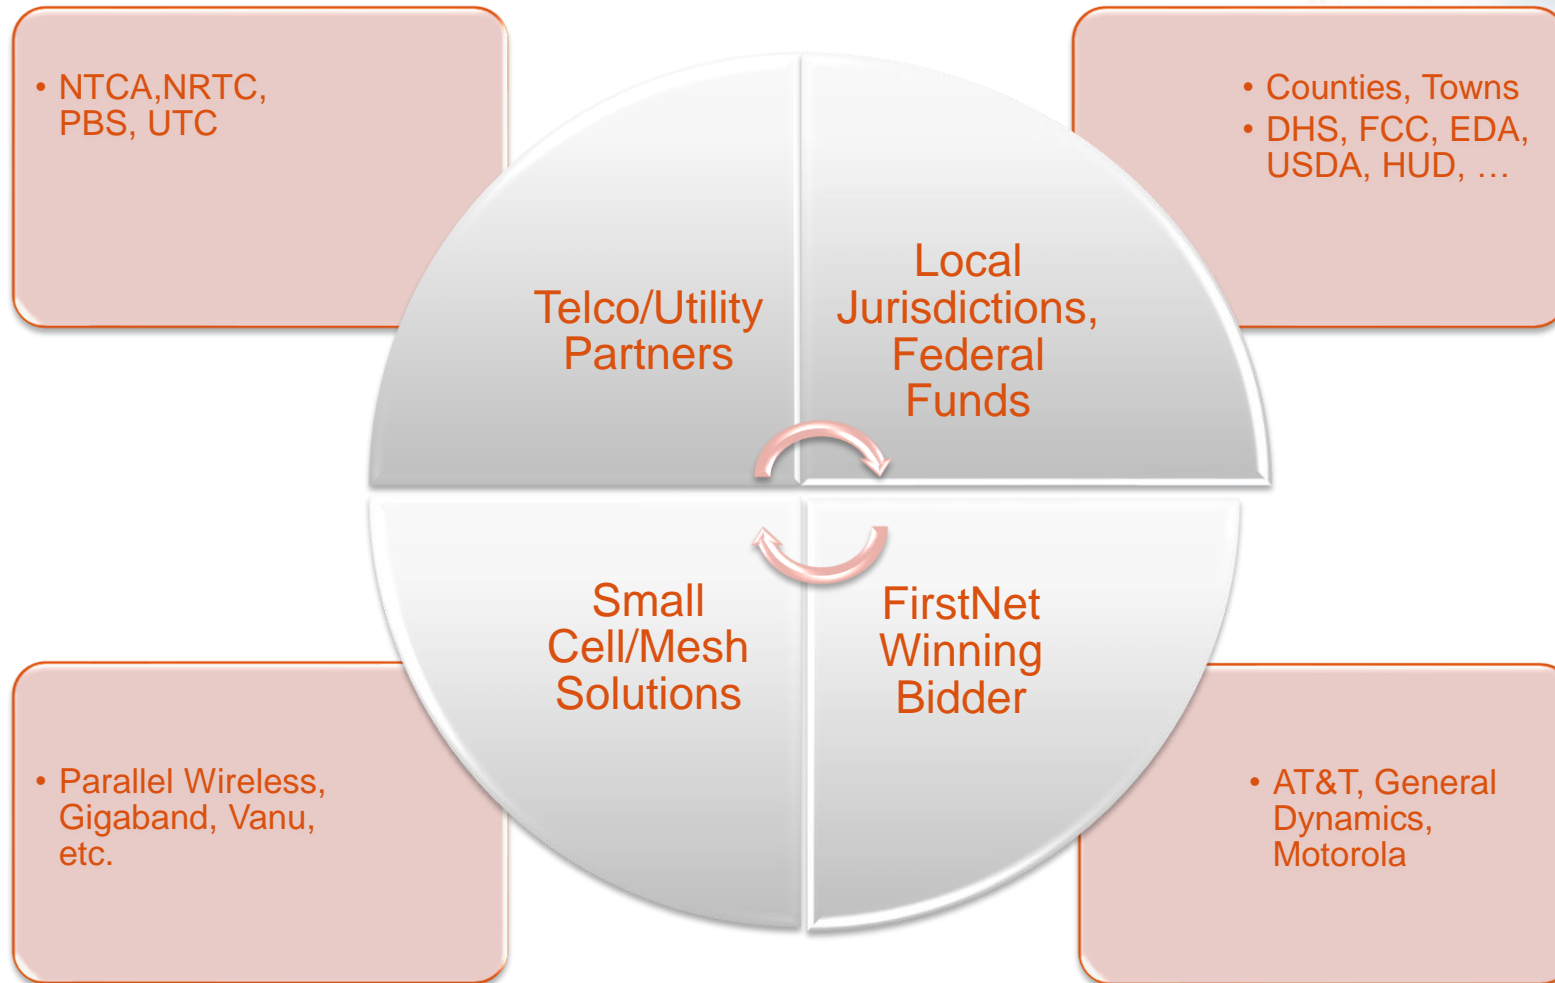 • NTCA,NRTC,
PBS, UTC
• Counties, Towns
• DHS, FCC, EDA,
USDA, HUD, …
Telco/Utility
Partners
Local
Jurisdictions,
Federal
Funds
Small
Cell/Mesh
Solutions
FirstNet
Winning
Bidder
• Parallel Wireless,
Gigaband, Vanu,
etc.
• AT&T, General
Dynamics,
Motorola